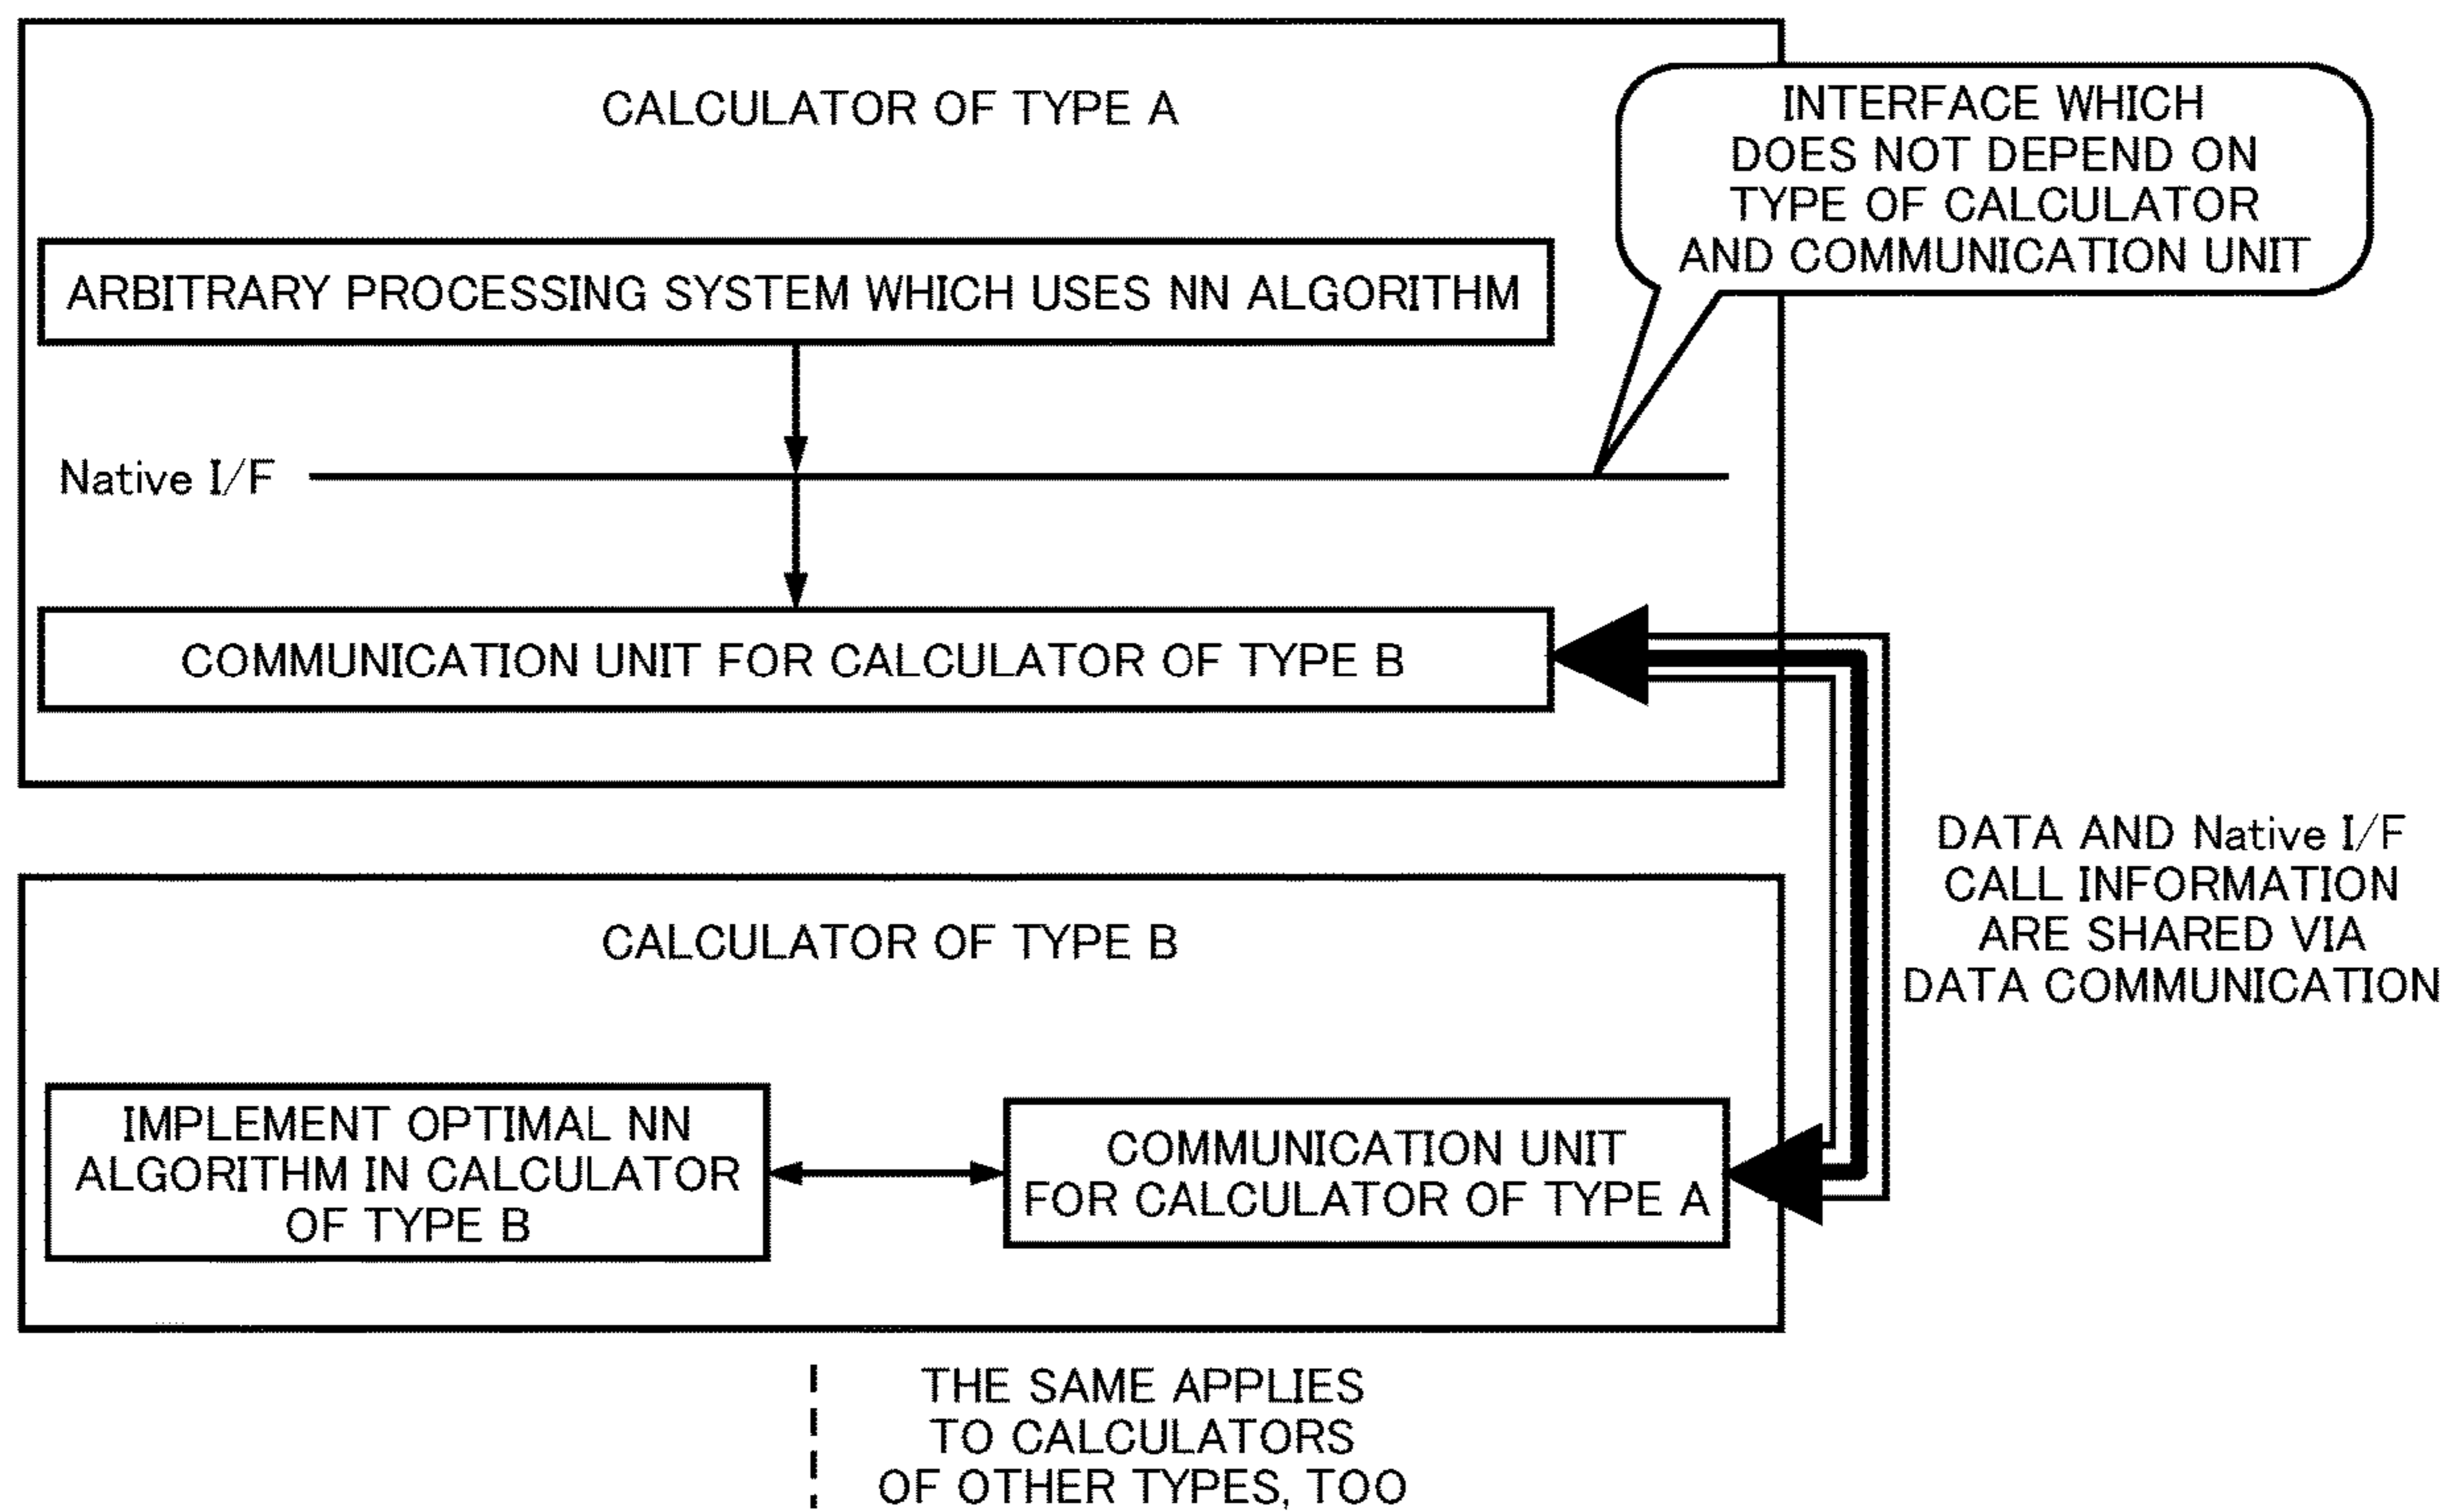 CALCULATOR OF TYPE A
INTERFACE WHICH
DOES NOT DEPEND ON
TYPE OF CALCULATOR
AND COMMUNICATION UNIT
ARBITRARY PROCESSING SYSTEM WHICH USES NN ALGORITHM
Native I/F
COMMUNICATION UNIT FOR CALCULATOR OF TYPE B
DATA AND Native I/F
CALL INFORMATION
ARE SHARED VIA
DATA COMMUNICATION
CALCULATOR OF TYPE B
IMPLEMENT OPTIMAL NN
ALGORITHM IN CALCULATOR
OF TYPE B
COMMUNICATION UNIT
FOR CALCULATOR OF TYPE A
THE SAME APPLIES
TO CALCULATORS
OF OTHER TYPES, TOO